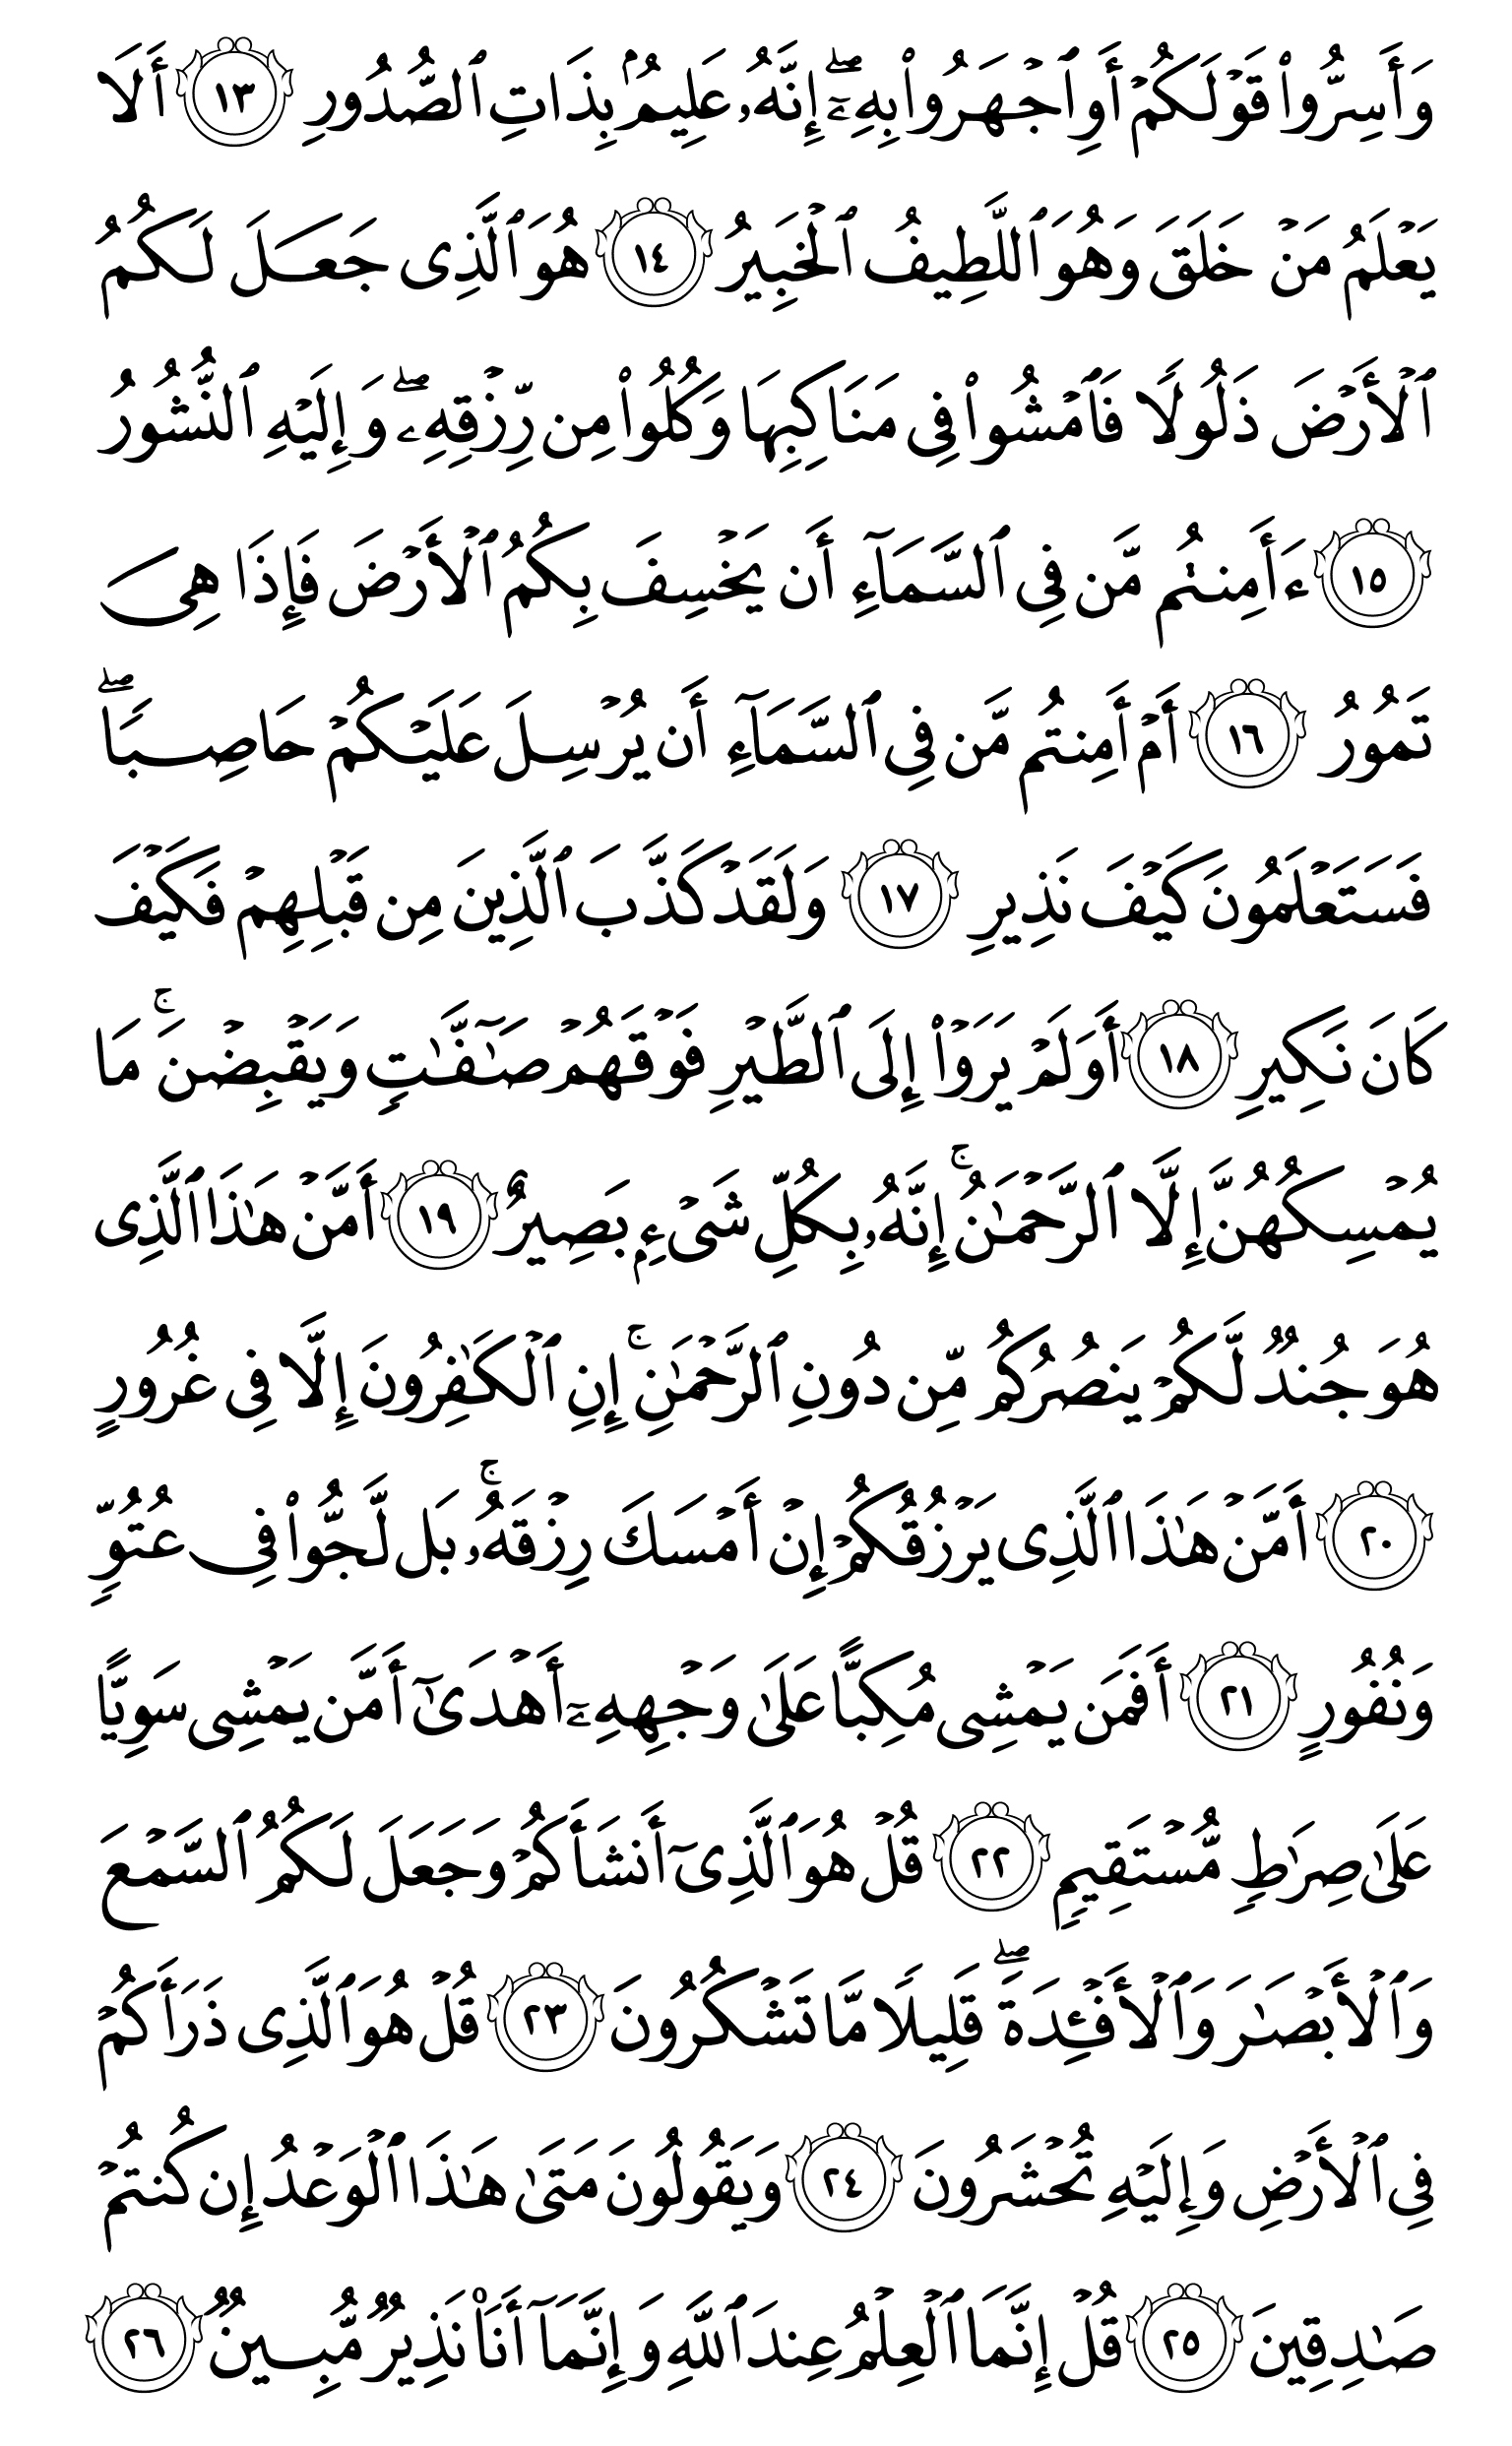 وَأَسِرُّوا۟ قَوْلَكُمْ أَوِ ٱجْهَرُوا۟ بِهِۦٓ ۖ إِنَّهُۥ عَلِيمٌۢ بِذَاتِ ٱلصُّدُورِ ١٣ أَلَا
يَعْلَمُ مَنْ خَلَقَ وَهُوَ ٱللَّطِيفُ ٱلْخَبِيرُ ١٤ هُوَ ٱلَّذِى جَعَلَ لَكُمُ
ٱلْأَرْضَ ذَلُولًا فَٱمْشُوا۟ فِى مَنَاكِبِهَا وَكُلُوا۟ مِن رِّزْقِهِۦ ۖ وَإِلَيْهِ ٱلنُّشُورُ
١٥ ءَأَمِنتُم مَّن فِى ٱلسَّمَآءِ أَن يَخْسِفَ بِكُمُ ٱلْأَرْضَ فَإِذَا هِىَ
تَمُورُ ١٦ أَمْ أَمِنتُم مَّن فِى ٱلسَّمَآءِ أَن يُرْسِلَ عَلَيْكُمْ حَاصِبًا ۖ
فَسَتَعْلَمُونَ كَيْفَ نَذِيرِ ١٧ وَلَقَدْ كَذَّبَ ٱلَّذِينَ مِن قَبْلِهِمْ فَكَيْفَ
كَانَ نَكِيرِ ١٨ أَوَلَمْ يَرَوْا۟ إِلَى ٱلطَّيْرِ فَوْقَهُمْ صَـٰٓفَّـٰتٍ وَيَقْبِضْنَ ۚ مَا
يُمْسِكُهُنَّ إِلَّا ٱلرَّحْمَـٰنُ ۚ إِنَّهُۥ بِكُلِّ شَىْءٍۭ بَصِيرٌ ١٩ أَمَّنْ هَـٰذَا ٱلَّذِى
هُوَ جُندٌ لَّكُمْ يَنصُرُكُم مِّن دُونِ ٱلرَّحْمَـٰنِ ۚ إِنِ ٱلْكَـٰفِرُونَ إِلَّا فِى غُرُورٍ
٢٠ أَمَّنْ هَـٰذَا ٱلَّذِى يَرْزُقُكُمْ إِنْ أَمْسَكَ رِزْقَهُۥ ۚ بَل لَّجُّوا۟ فِى عُتُوٍّ
وَنُفُورٍ ٢١ أَفَمَن يَمْشِى مُكِبًّا عَلَىٰ وَجْهِهِۦٓ أَهْدَىٰٓ أَمَّن يَمْشِى سَوِيًّا
عَلَىٰ صِرَٰطٍ مُّسْتَقِيمٍ ٢٢ قُلْ هُوَ ٱلَّذِىٓ أَنشَأَكُمْ وَجَعَلَ لَكُمُ ٱلسَّمْعَ
وَٱلْأَبْصَـٰرَ وَٱلْأَفْـِٔدَةَ ۖ قَلِيلًا مَّا تَشْكُرُونَ ٢٣ قُلْ هُوَ ٱلَّذِى ذَرَأَكُمْ
فِى ٱلْأَرْضِ وَإِلَيْهِ تُحْشَرُونَ ٢٤ وَيَقُولُونَ مَتَىٰ هَـٰذَا ٱلْوَعْدُ إِن كُنتُمْ
صَـٰدِقِينَ ٢٥ قُلْ إِنَّمَا ٱلْعِلْمُ عِندَ ٱللَّهِ وَإِنَّمَآ أَنَا۠ نَذِيرٌ مُّبِينٌ ٢٦